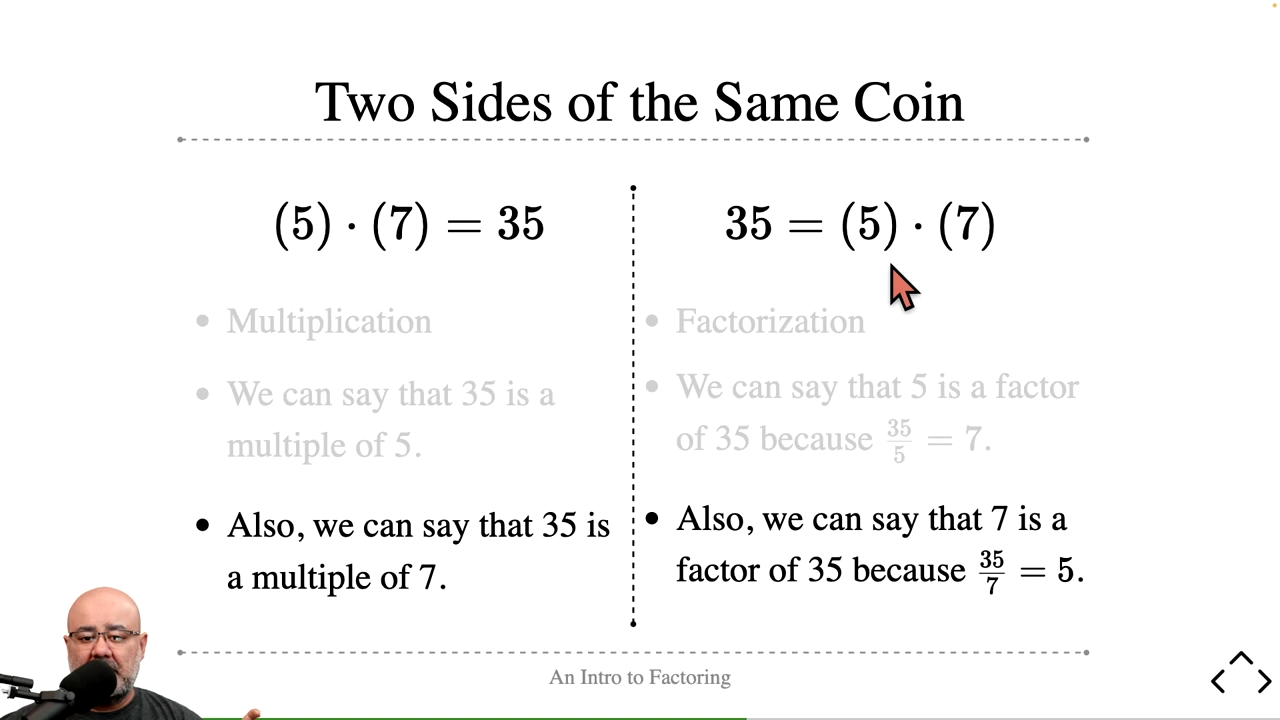 Two Sides of the Same Coin
(5) · (7) = 35
• Multiplication
• We can say that 35 is a
multiple of 5.
• Also, we can say that 35 is
a multiple of 7.
35 = (5) · (7)
• Factorization
• We can say that 5 is a factor
of 35 because 35/5 = 7.
• Also, we can say that 7 is a
factor of 35 because 35/7 = 5.
An Intro to Factoring